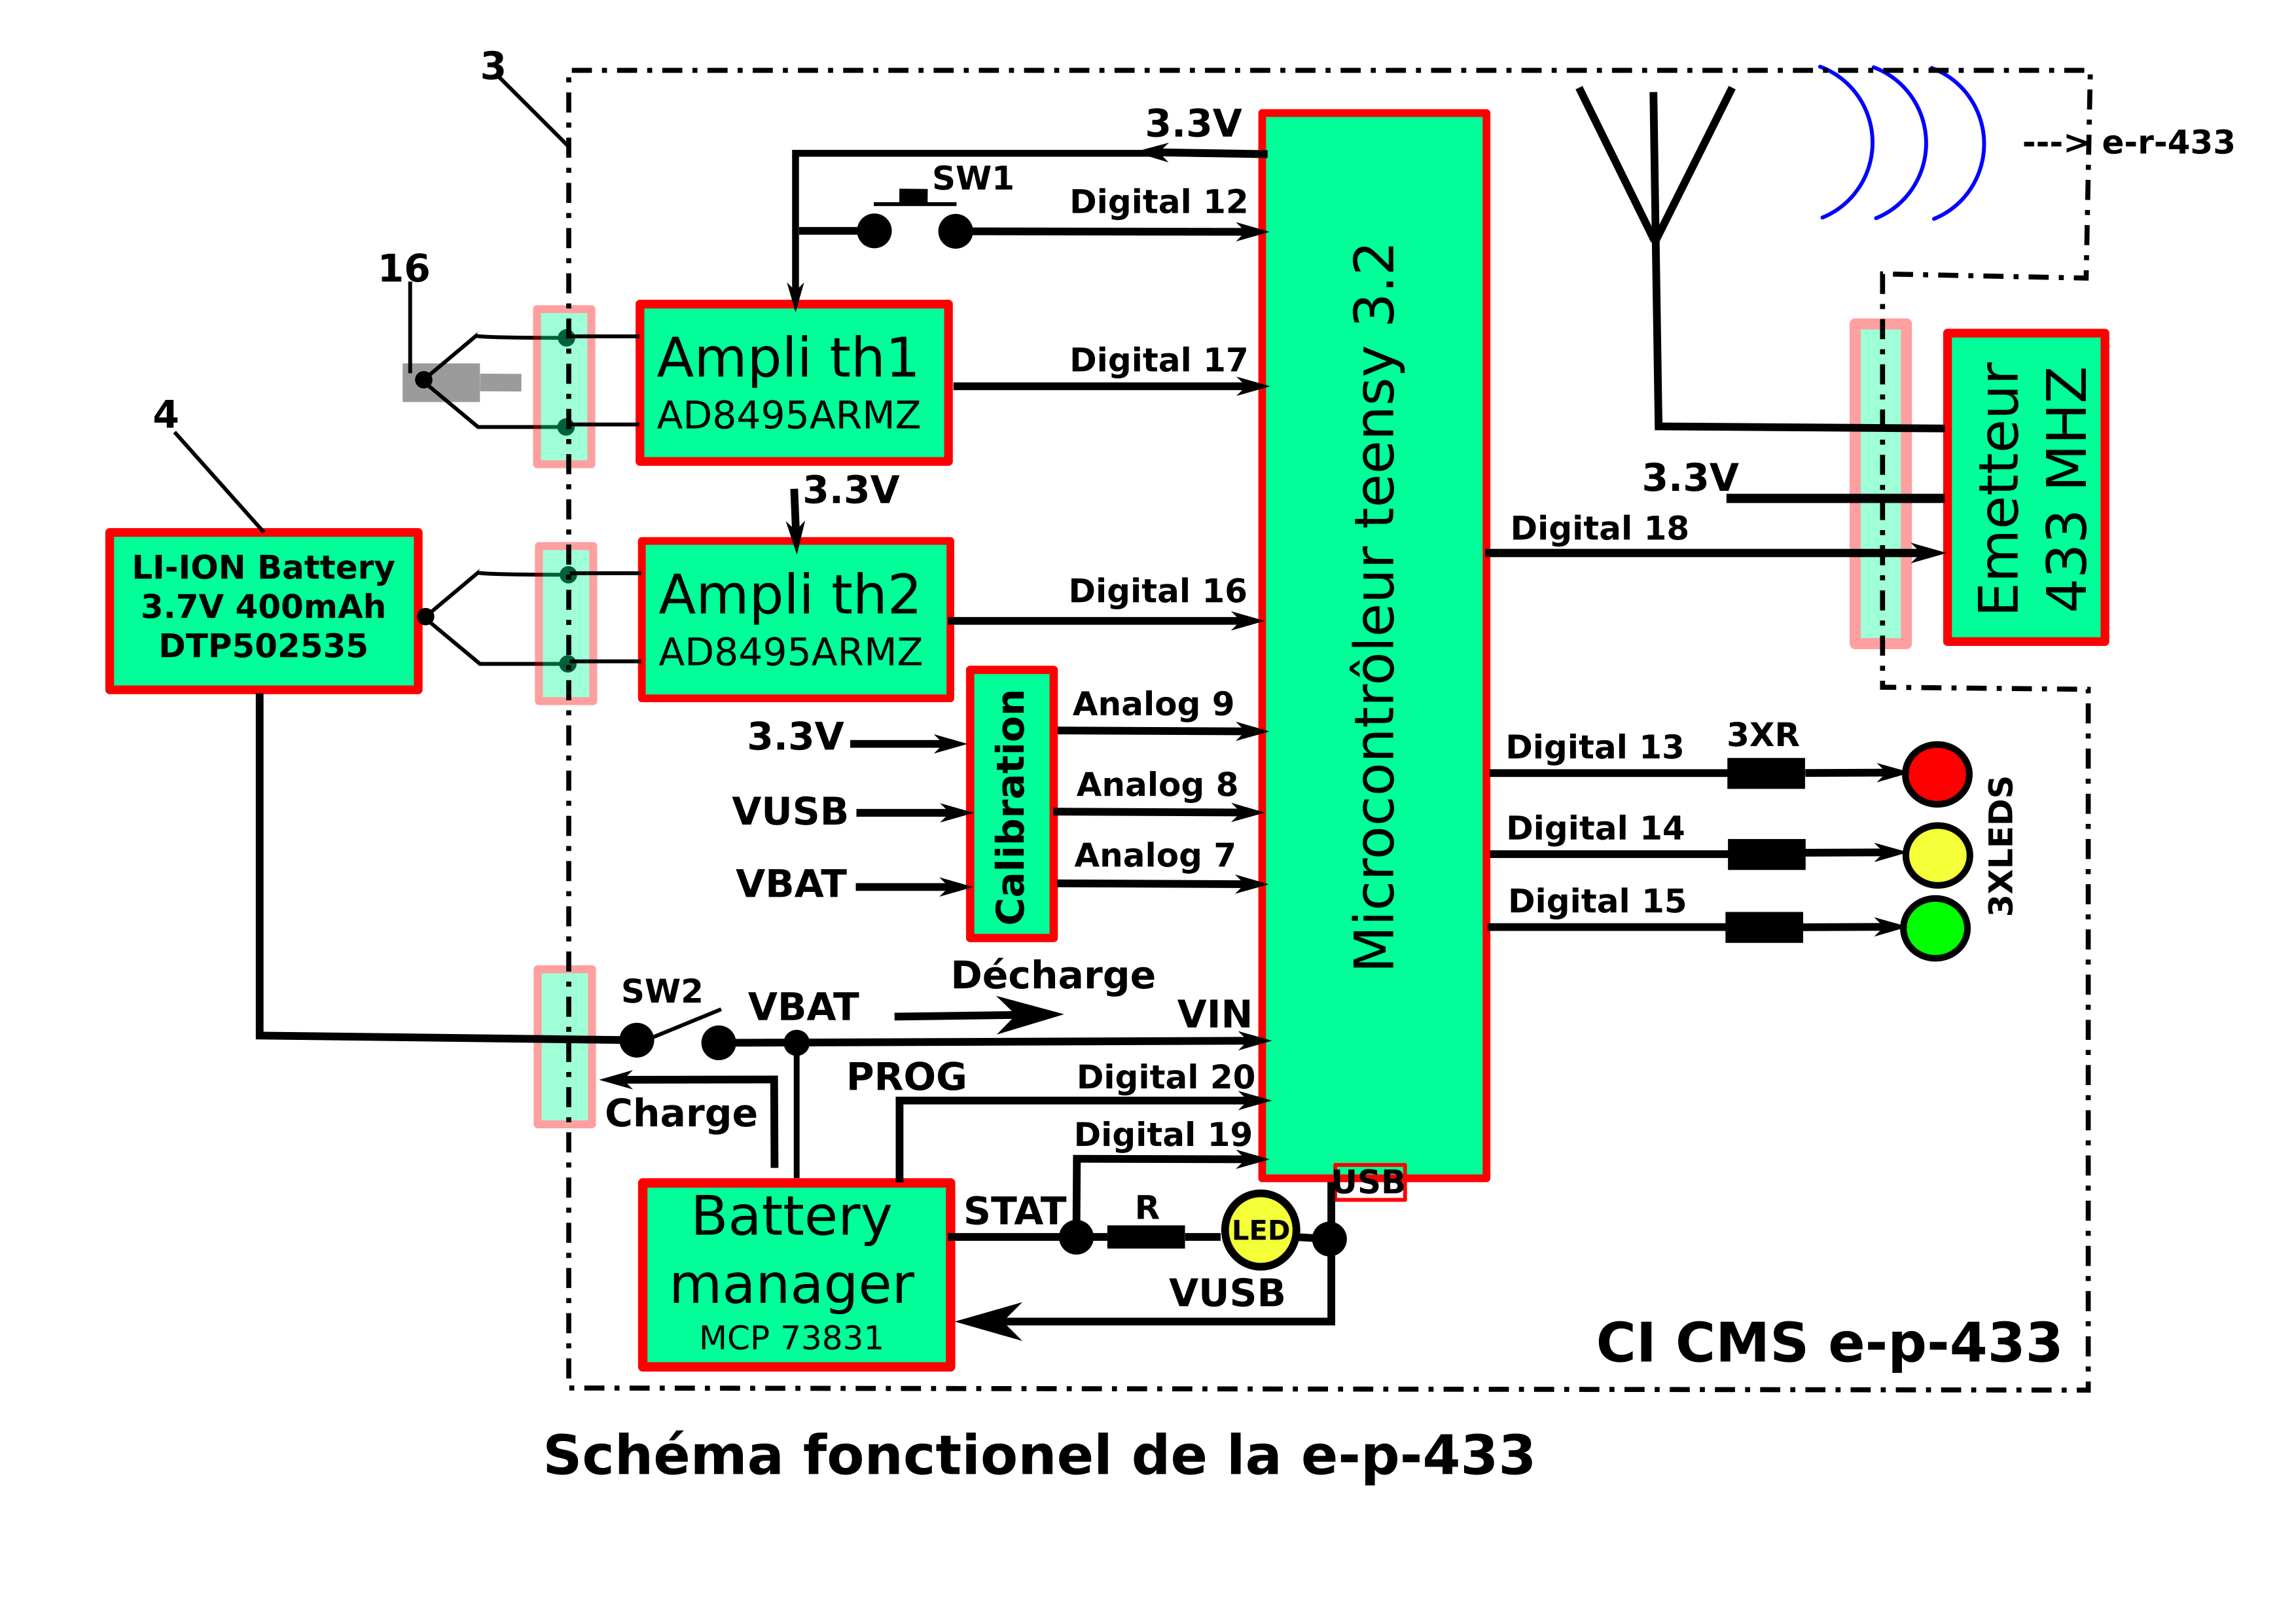 3
3.3V
---> e-r-433
SW1
Digital 12
16
Ampli th1
AD8495ARMZ
Digital 17
Microcontrôleur teensy 3.2
Emetteur
433 MHZ
4
3.3V
3.3V
Digital 18
LI-ION Battery
3.7V 400mAh
DTP502535
Ampli th2
AD8495ARMZ
Digital 16
Calibration
3.3V
Analog 9
VUSB
Analog 8
VBAT
Analog 7
Digital 13
3XR
Digital 14
Digital 15
3XLEDS
SW2
VBAT
Décharge
VIN
PROG
Digital 20
Charge
Digital 19
USB
Battery
manager
MCP 73831
STAT
R
LED
VUSB
CI CMS e-p-433
Schéma fonctionel de la e-p-433